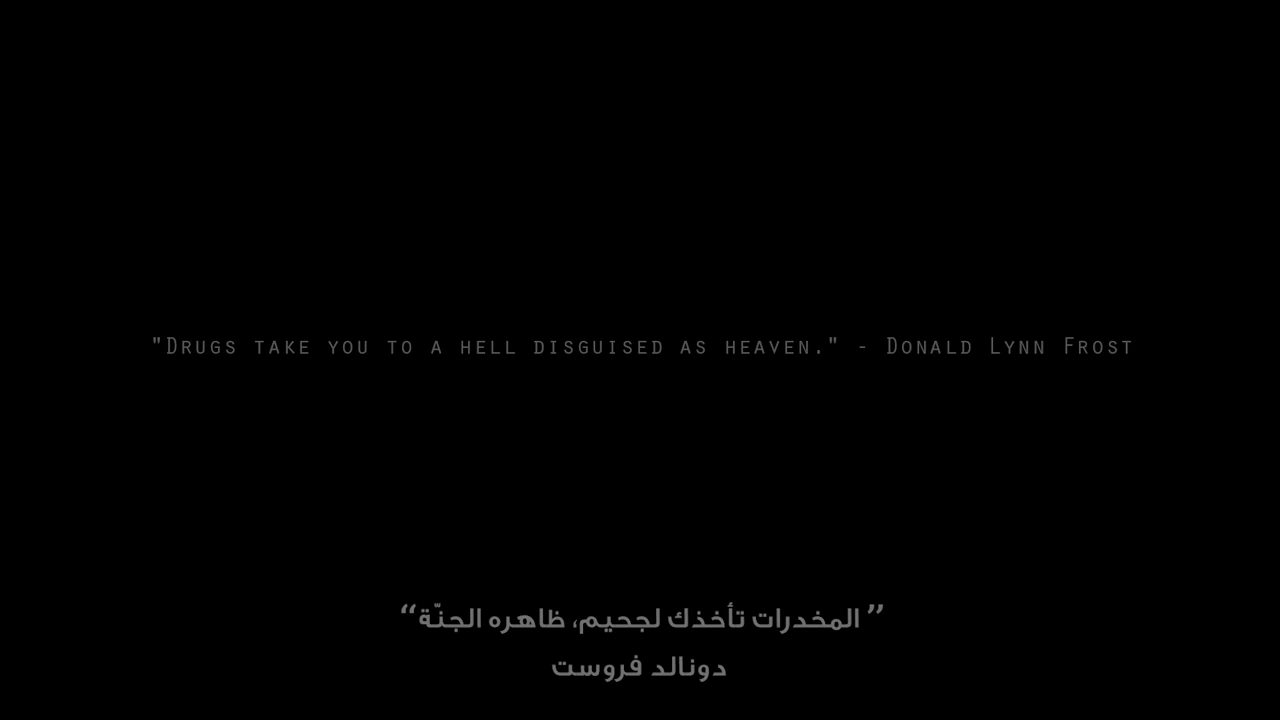 "Drugs take you to a hell disguised as heaven." - Donald Lynn Frost
” المخدرات تأخذك لجحيم، ظاهره الجنّة“
دونالد فروست